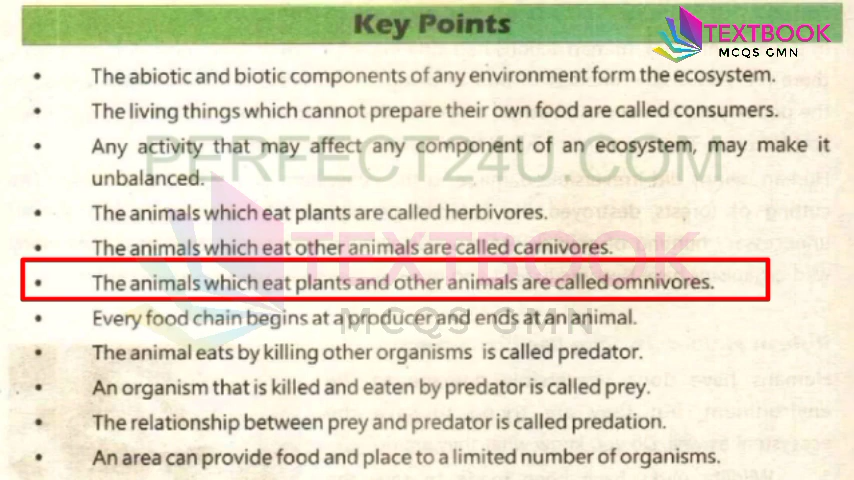 Key Points
TEXTBOOK
MCQS GMN
• The abiotic and biotic components of any environment form the ecosystem.
• The living things which cannot prepare their own food are called consumers.
• Any activity that may affect any component of an ecosystem, may make it
unbalanced.
PERFECT24U.COM
• The animals which eat plants are called herbivores.
• The animals which eat other animals are called carnivores.
TEXTBOOK
• The animals which eat plants and other animals are called omnivores.
• Every food chain begins at a producer and ends at an animal.
MCQS GMN
• The animal eats by killing other organisms is called predator.
• An organism that is killed and eaten by predator is called prey.
• The relationship between prey and predator is called predation.
• An area can provide food and place to a limited number of organisms.